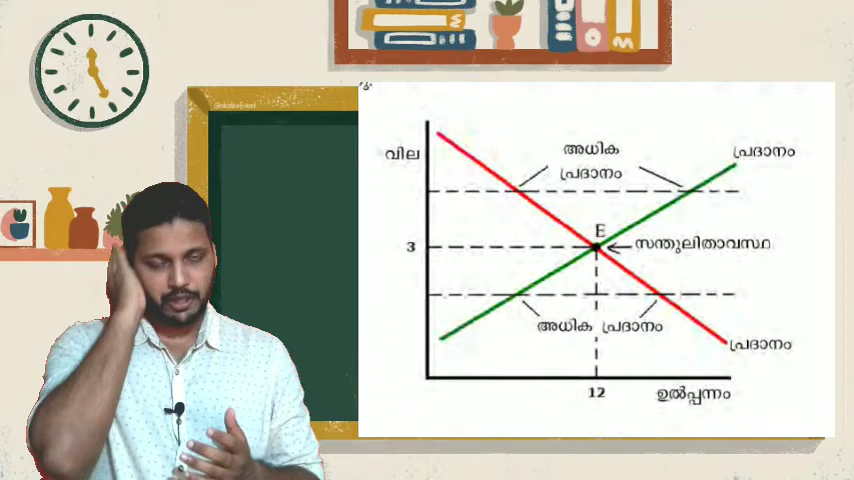 വില
അധിക
പ്രദാനം
പ്രദാനം
E
3
സന്തുലിതാവസ്ഥ
അധിക പ്രദാനം
പ്രദാനം
12
ഉൽപ്പന്നം